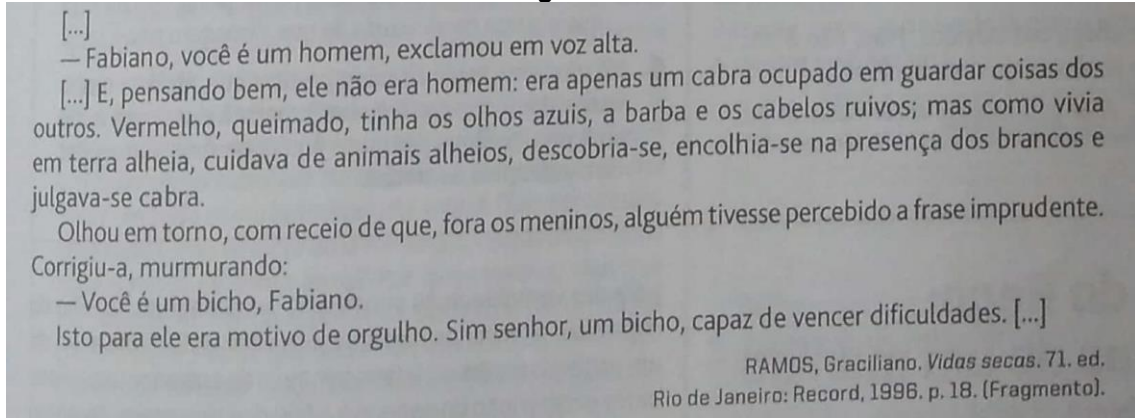 [...]
— Fabiano, você é um homem, exclamou em voz alta.
[...] E, pensando bem, ele não era homem: era apenas um cabra ocupado em guardar coisas dos
outros. Vermelho, queimado, tinha os olhos azuis, a barba e os cabelos ruivos; mas como vivia
em terra alheia, cuidava de animais alheios, descobria-se, encolhia-se na presença dos brancos e
julgava-se cabra.
Olhou em torno, com receio de que, fora os meninos, alguém tivesse percebido a frase imprudente.
Corrigiu-a, murmurando:
— Você é um bicho, Fabiano.
Isto para ele era motivo de orgulho. Sim senhor, um bicho, capaz de vencer dificuldades. [...]
RAMOS, Graciliano. Vidas secas. 71. ed.
Rio de Janeiro: Record, 1996. p. 18. (Fragmento).